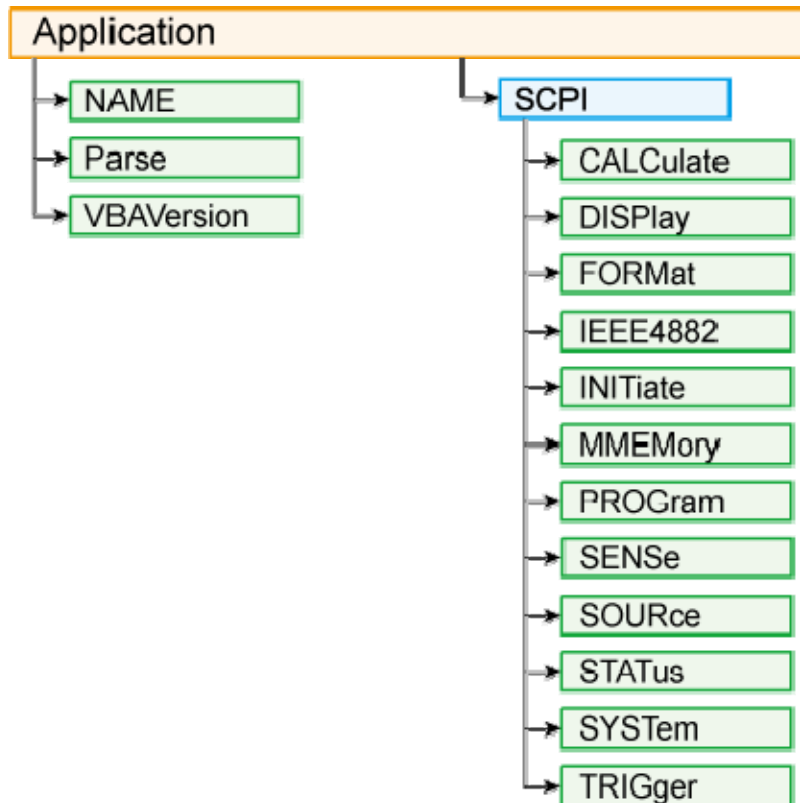 Application
NAME
Parse
VBAVersion
SCPI
CALCulate
DISPlay
FORMat
IEEE4882
INITiate
MMEMory
PROGram
SENSe
SOURce
STATus
SYSTem
TRIGger